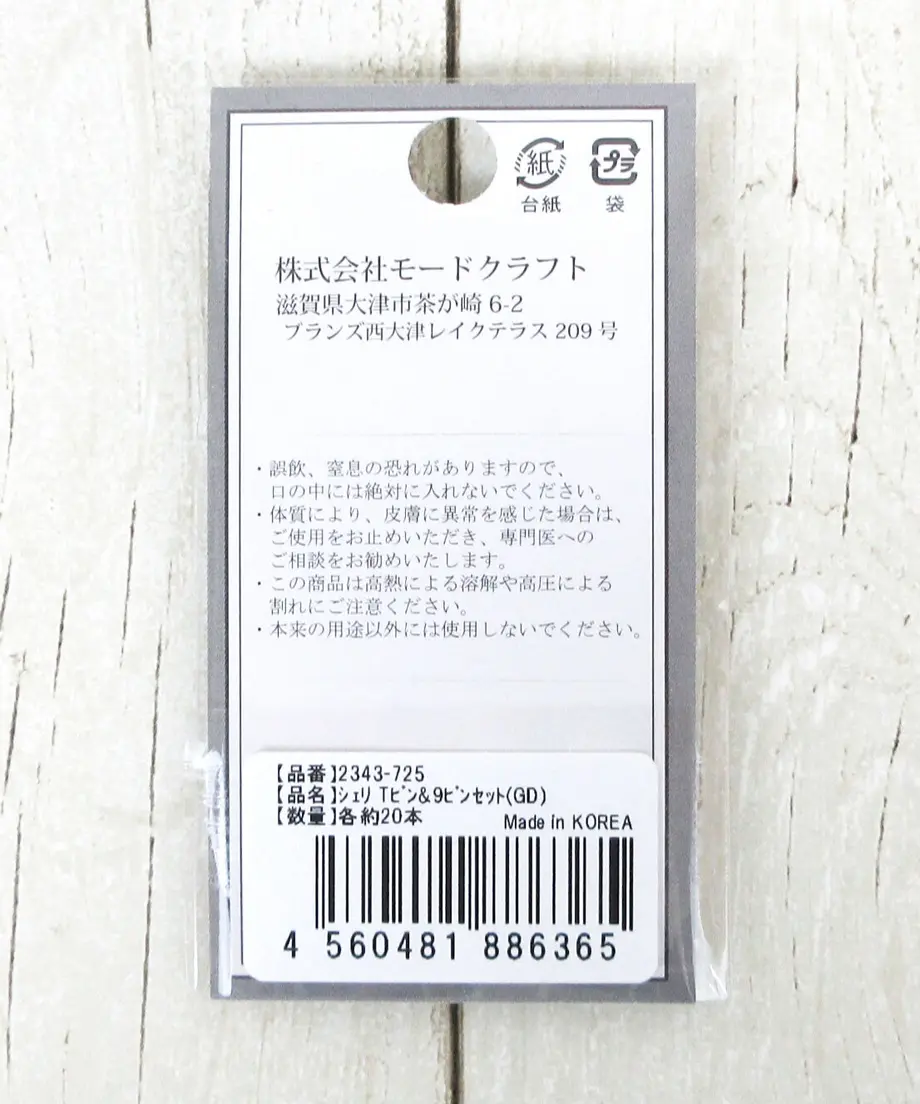 紙 プラ
台紙 袋
株式会社モードクラフト
滋賀県大津市茶が崎 6-2
ブランズ西大津レイクテラス 209 号
・誤飲、窒息の恐れがありますので、
口の中には絶対に入れないでください。
・体質により、皮膚に異常を感じた場合は、
ご使用をお止めいただき、専門医への
ご相談をお勧めいたします。
・この商品は高熱による溶解や高圧による
割れにご注意ください。
・本来の用途以外には使用しないでください。
【品番】2343-725
【品名】ｼｪﾘ Tﾋﾟﾝ&9ﾋﾟﾝセット(GD)
【数量】各約20本
Made in KOREA
4 560481 886365